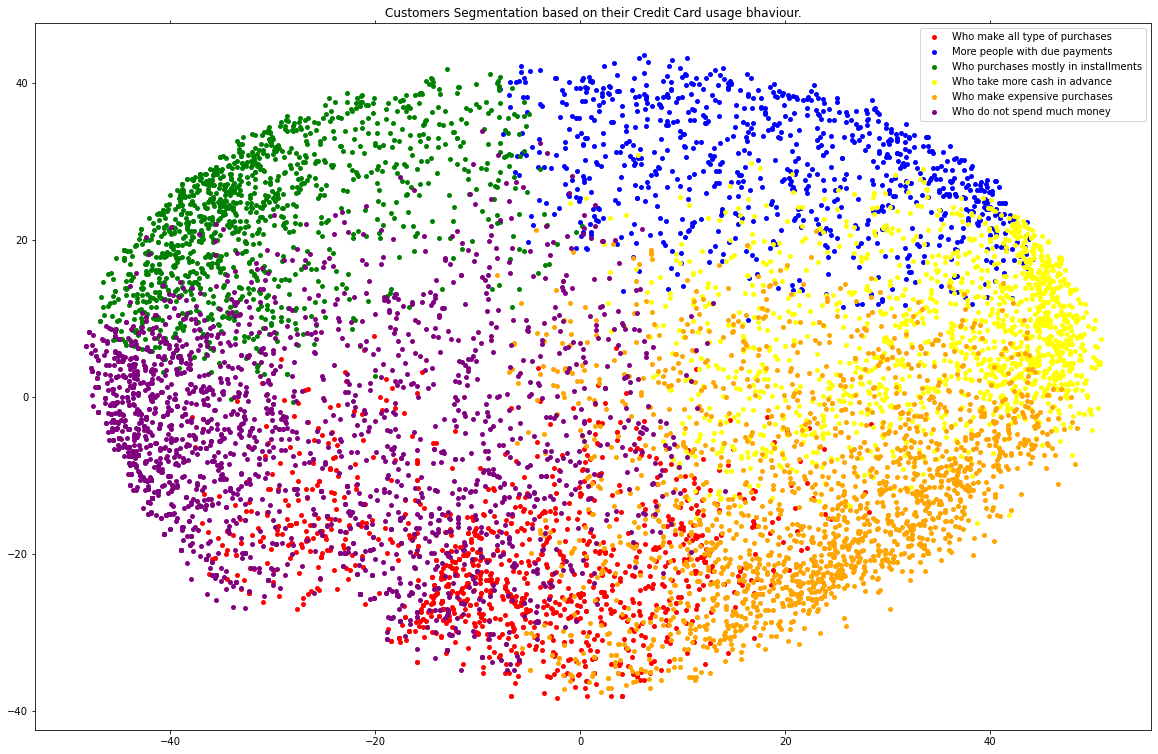 Customers Segmentation based on their Credit Card usage bhaviour.
Who make all type of purchases
More people with due payments
Who purchases mostly in installments
Who take more cash in advance
Who make expensive purchases
Who do not spend much money
40
20
0
−20
−40
−40 −20 0 20 40